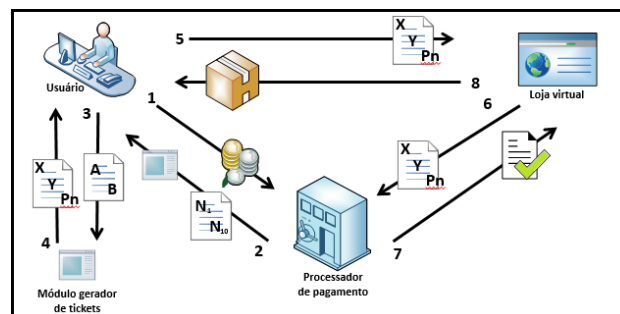 5
X
Y
Pn
Usuário
8
Loja virtual
3
1
6
X
Y
Pn
A
B
X
Y
Pn
N1
N10
4
2
7
Módulo gerador
de tickets
Processador
de pagamento